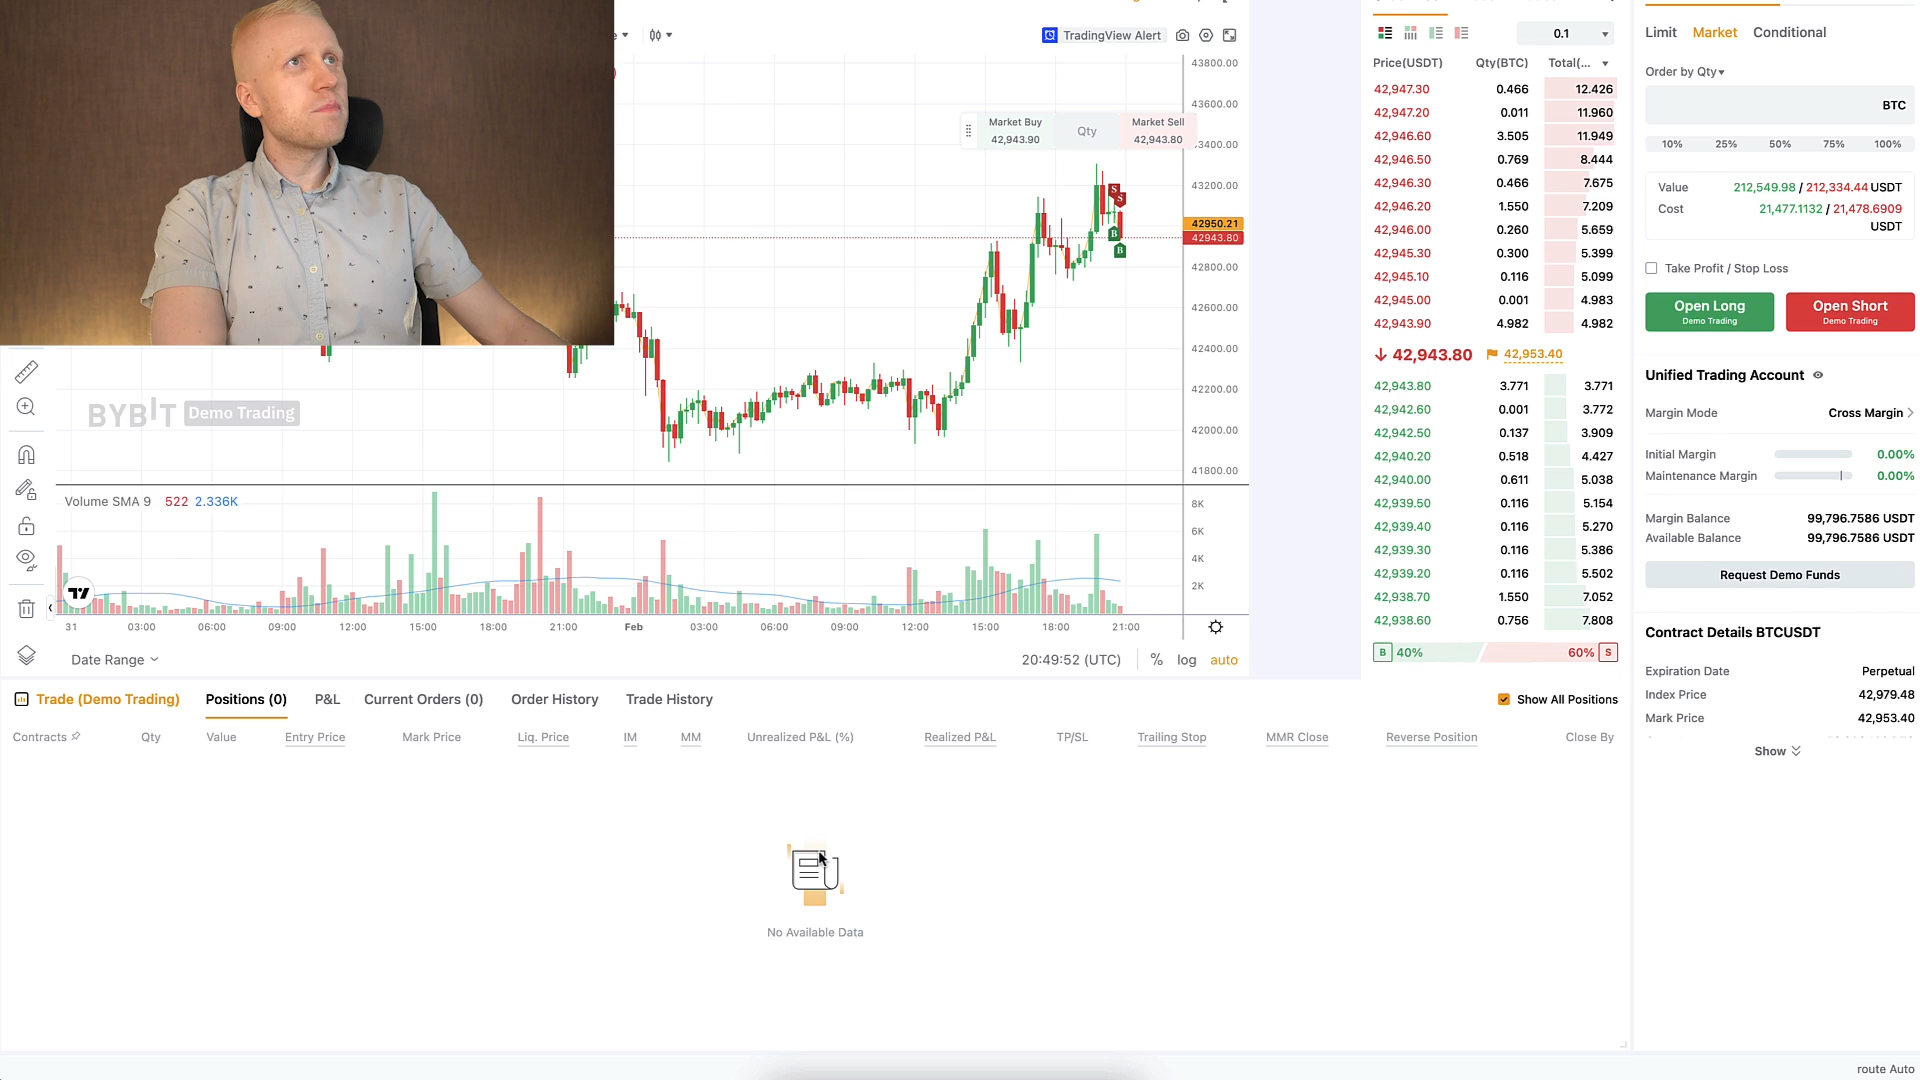 TradingView Alert
43800.00
43600.00
43400.00
43200.00
42950.21
42943.80
42800.00
42600.00
42400.00
42200.00
42000.00
41800.00
Market Buy
42,943.90
Qty
Market Sell
42,943.80
S
S
B
B
BYBIT Demo Trading
Volume SMA 9 522 2.336K
8K
6K
4K
2K
31 03:00 06:00 09:00 12:00 15:00 18:00 21:00 Feb 03:00 06:00 09:00 12:00 15:00 18:00 21:00
Date Range
20:49:52 (UTC) % log auto
0.1
Price(USDT) Qty(BTC) Total(...
42,947.30 0.466 12.426
42,947.20 0.011 11.960
42,946.60 3.505 11.949
42,946.50 0.769 8.444
42,946.30 0.466 7.675
42,946.20 1.550 7.209
42,946.00 0.260 5.659
42,945.30 0.300 5.399
42,945.10 0.116 5.099
42,945.00 0.001 4.983
42,943.90 4.982 4.982
42,943.80 42,953.40
42,943.80 3.771 3.771
42,942.60 0.001 3.772
42,942.50 0.137 3.909
42,940.20 0.518 4.427
42,940.00 0.611 5.038
42,939.50 0.116 5.154
42,939.40 0.116 5.270
42,939.30 0.116 5.386
42,939.20 0.116 5.502
42,938.70 1.550 7.052
42,938.60 0.756 7.808
B 40% 60% S
Limit Market Conditional
Order by Qty
BTC
10% 25% 50% 75% 100%
Value 212,549.98 / 212,334.44 USDT
Cost 21,477.1132 / 21,478.6909
USDT
Take Profit / Stop Loss
Open Long
Demo Trading
Open Short
Demo Trading
Unified Trading Account
Margin Mode Cross Margin
Initial Margin 0.00%
Maintenance Margin 0.00%
Margin Balance 99,796.7586 USDT
Available Balance 99,796.7586 USDT
Request Demo Funds
Contract Details BTCUSDT
Expiration Date Perpetual
Index Price 42,979.48
Mark Price 42,953.40
Show
Trade (Demo Trading) Positions (0) P&L Current Orders (0) Order History Trade History Show All Positions
Contracts Qty Value Entry Price Mark Price Liq. Price IM MM Unrealized P&L (%) Realized P&L TP/SL Trailing Stop MMR Close Reverse Position Close By
No Available Data
route Auto